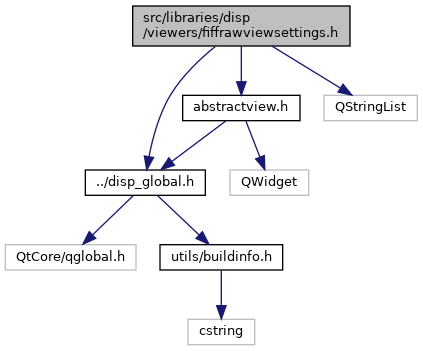 src/libraries/disp
/viewers/fiffrawviewsettings.h
abstractview.h
QStringList
../disp_global.h
QWidget
QtCore/qglobal.h
utils/buildinfo.h
cstring